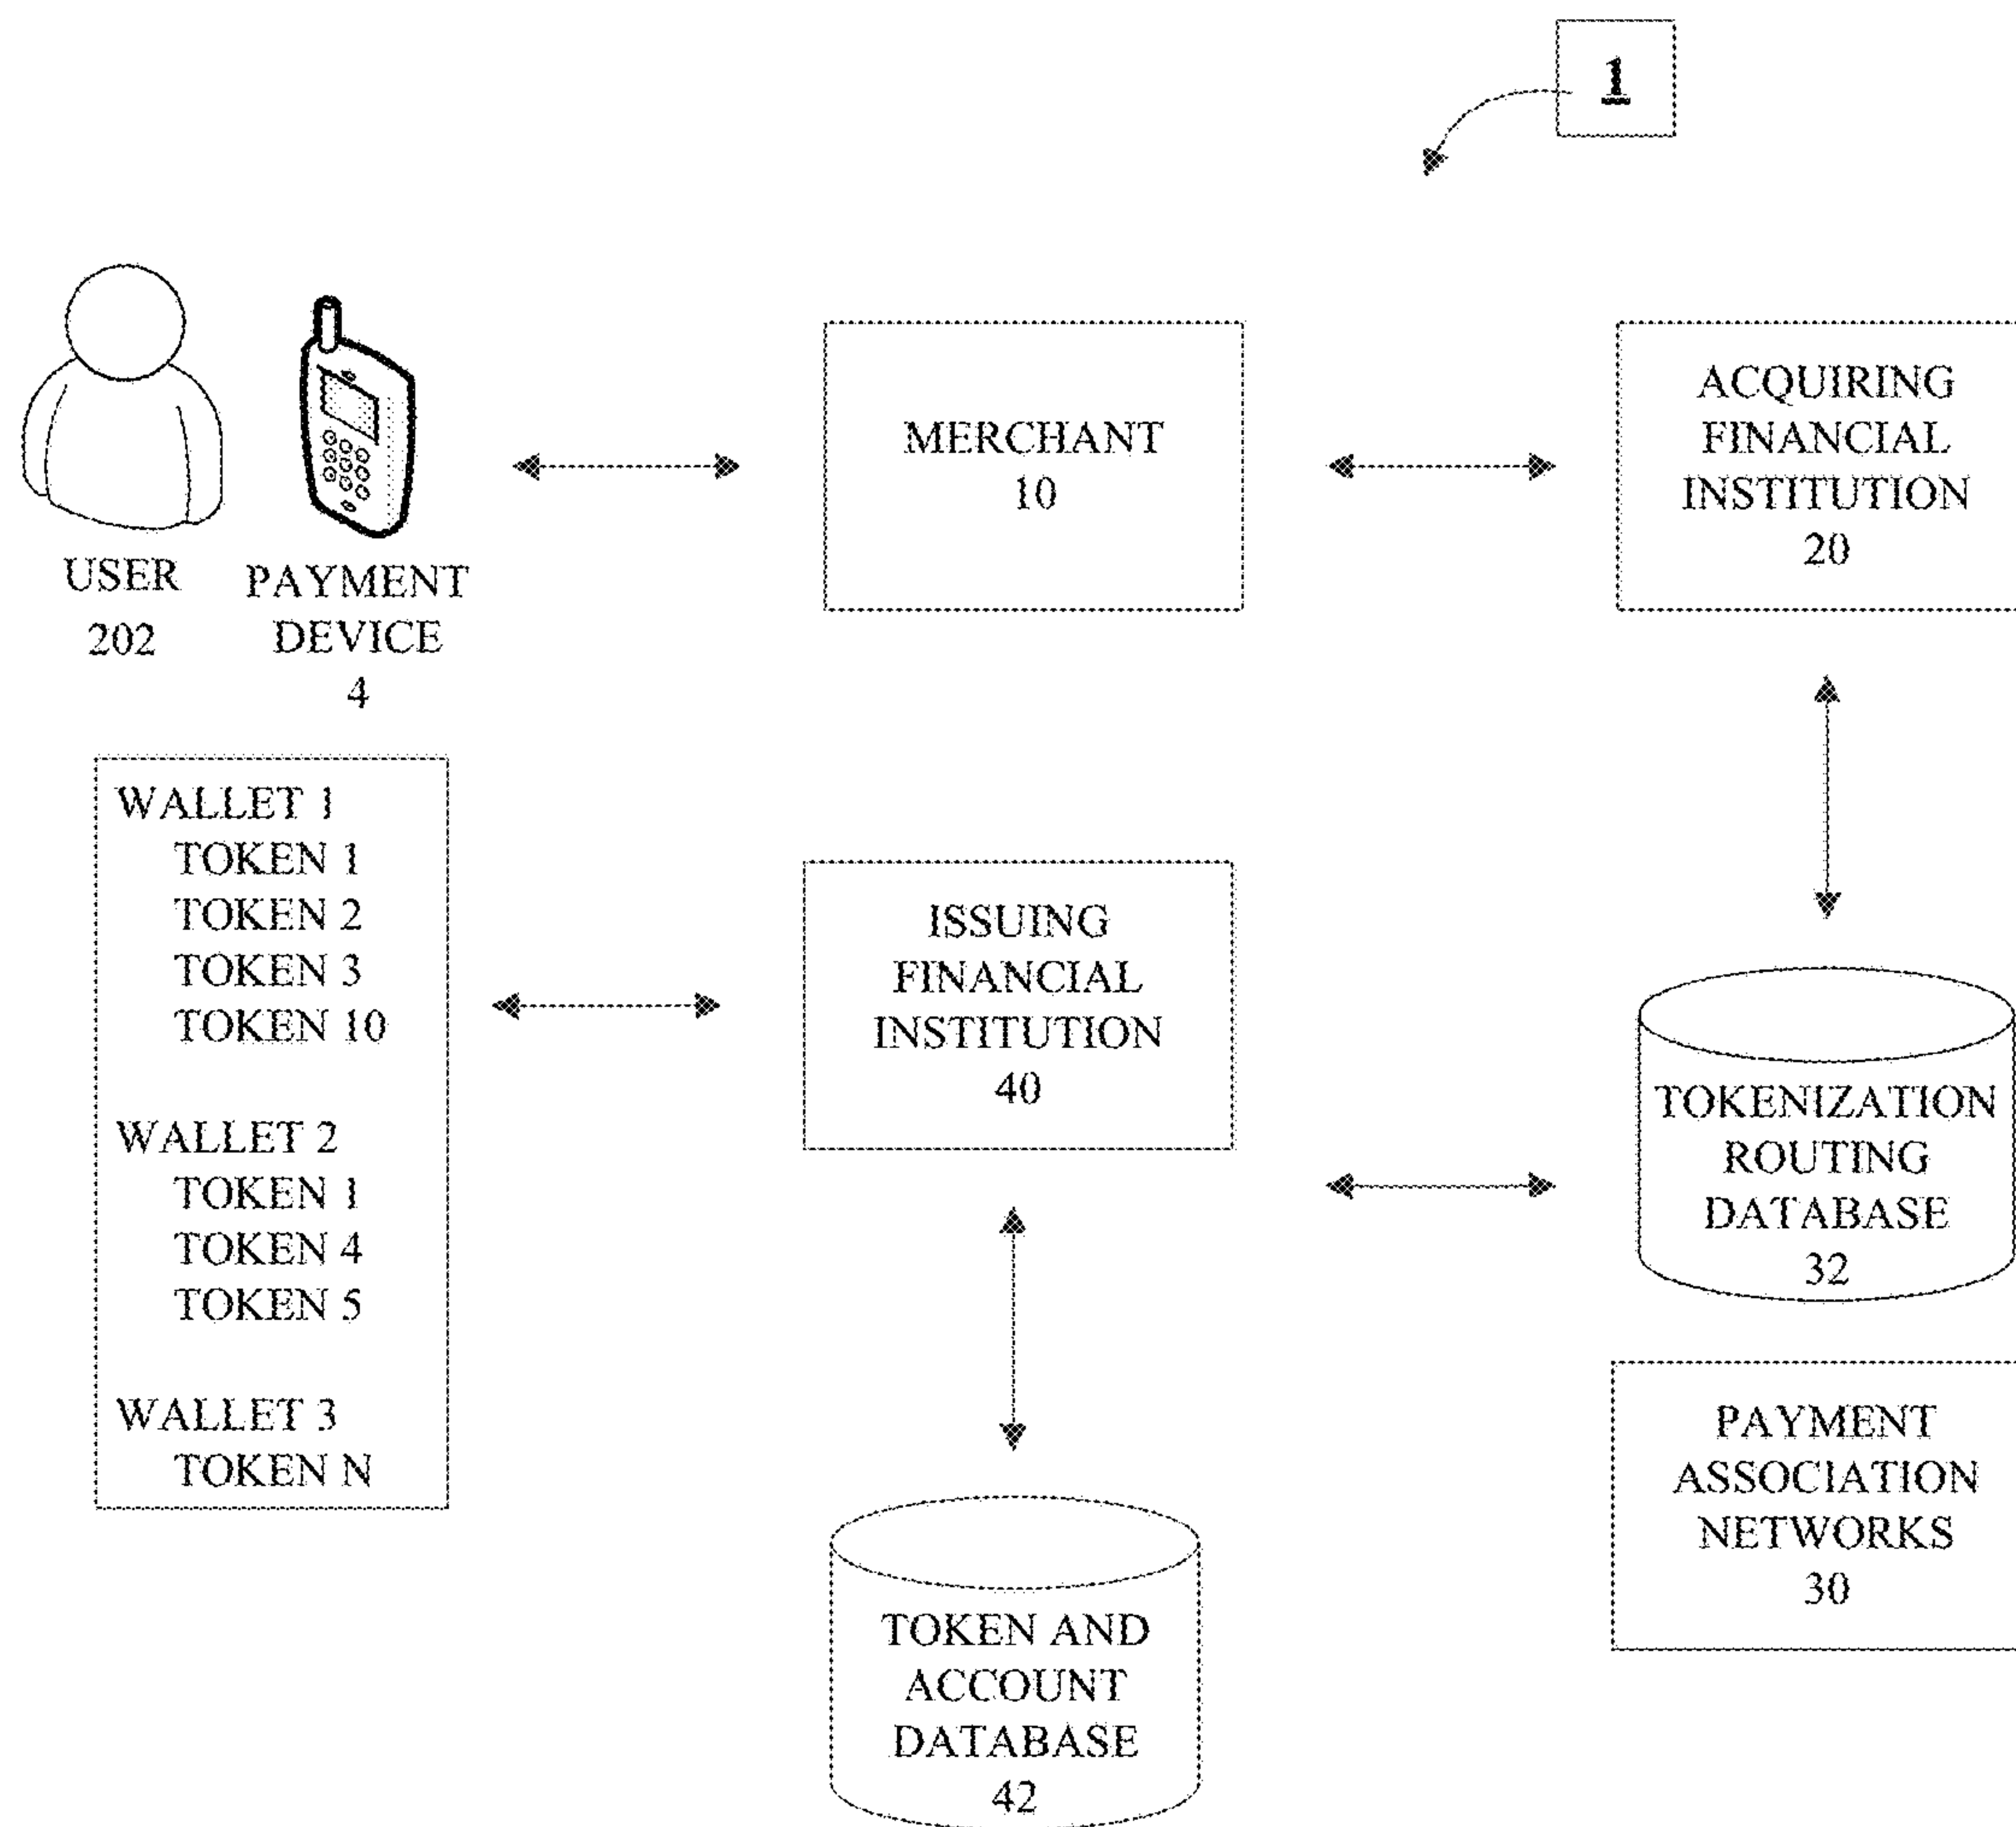 1
USER
202
PAYMENT
DEVICE
4
MERCHANT
10
ACQUIRING
FINANCIAL
INSTITUTION
20
WALLET 1
TOKEN 1
TOKEN 2
TOKEN 3
TOKEN 10
WALLET 2
TOKEN 1
TOKEN 4
TOKEN 5
WALLET 3
TOKEN N
ISSUING
FINANCIAL
INSTITUTION
40
TOKENIZATION
ROUTING
DATABASE
32
PAYMENT
ASSOCIATION
NETWORKS
30
TOKEN AND
ACCOUNT
DATABASE
42